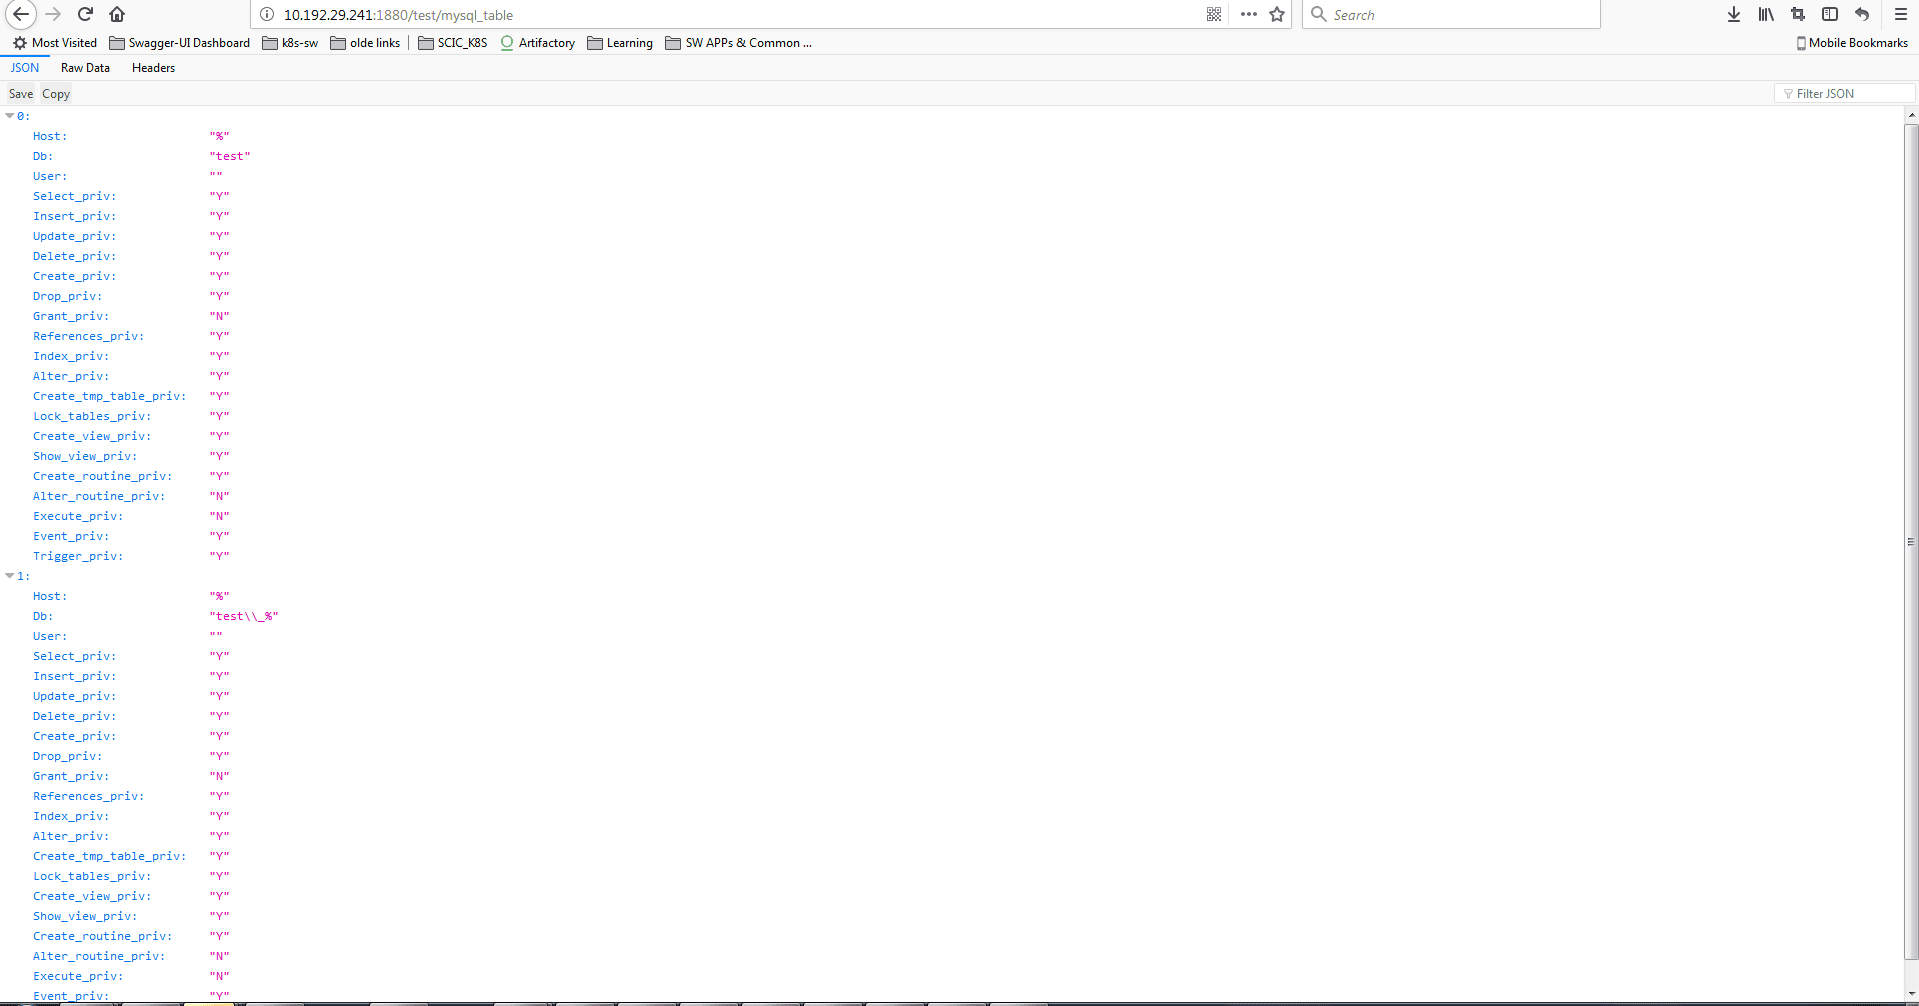 10.192.29.241:1880/test/mysql_table
Search
Most Visited Swagger-UI Dashboard k8s-sw olde links SCIC_K8S Artifactory Learning SW APPs & Common ... Mobile Bookmarks
JSON Raw Data Headers
Save Copy Filter JSON
0:
Host: "%"
Db: "test"
User: ""
Select_priv: "Y"
Insert_priv: "Y"
Update_priv: "Y"
Delete_priv: "Y"
Create_priv: "Y"
Drop_priv: "Y"
Grant_priv: "N"
References_priv: "Y"
Index_priv: "Y"
Alter_priv: "Y"
Create_tmp_table_priv: "Y"
Lock_tables_priv: "Y"
Create_view_priv: "Y"
Show_view_priv: "Y"
Create_routine_priv: "Y"
Alter_routine_priv: "N"
Execute_priv: "N"
Event_priv: "Y"
Trigger_priv: "Y"
1:
Host: "%"
Db: "test\\_%"
User: ""
Select_priv: "Y"
Insert_priv: "Y"
Update_priv: "Y"
Delete_priv: "Y"
Create_priv: "Y"
Drop_priv: "Y"
Grant_priv: "N"
References_priv: "Y"
Index_priv: "Y"
Alter_priv: "Y"
Create_tmp_table_priv: "Y"
Lock_tables_priv: "Y"
Create_view_priv: "Y"
Show_view_priv: "Y"
Create_routine_priv: "Y"
Alter_routine_priv: "N"
Execute_priv: "N"
Event_priv: "Y"